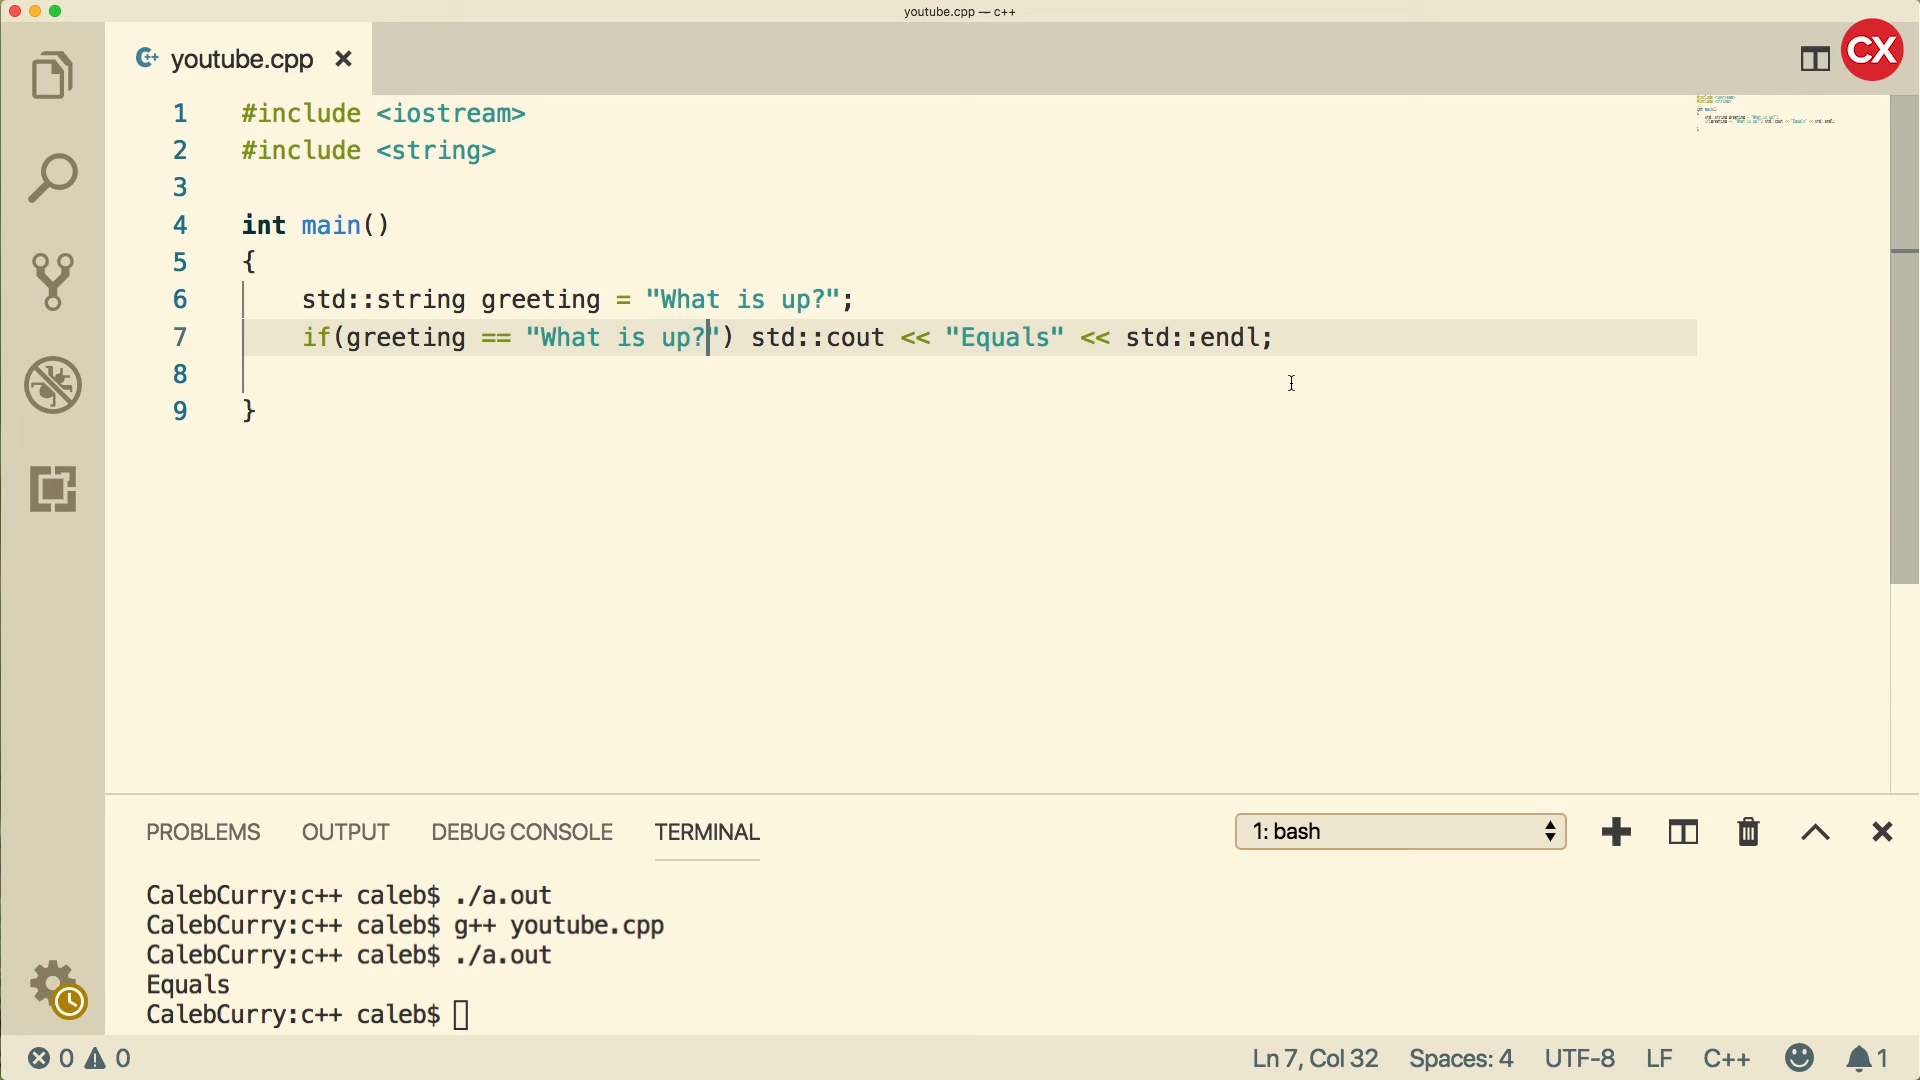 youtube.cpp — c++
youtube.cpp
CX
1 #include <iostream>
2 #include <string>
3
4 int main()
5 {
6 std::string greeting = "What is up?";
7 if(greeting == "What is up?") std::cout << "Equals" << std::endl;
8
9 }
PROBLEMS OUTPUT DEBUG CONSOLE TERMINAL 1: bash
CalebCurry:c++ caleb$ ./a.out
CalebCurry:c++ caleb$ g++ youtube.cpp
CalebCurry:c++ caleb$ ./a.out
Equals
CalebCurry:c++ caleb$
0 0 Ln 7, Col 32 Spaces: 4 UTF-8 LF C++ 1